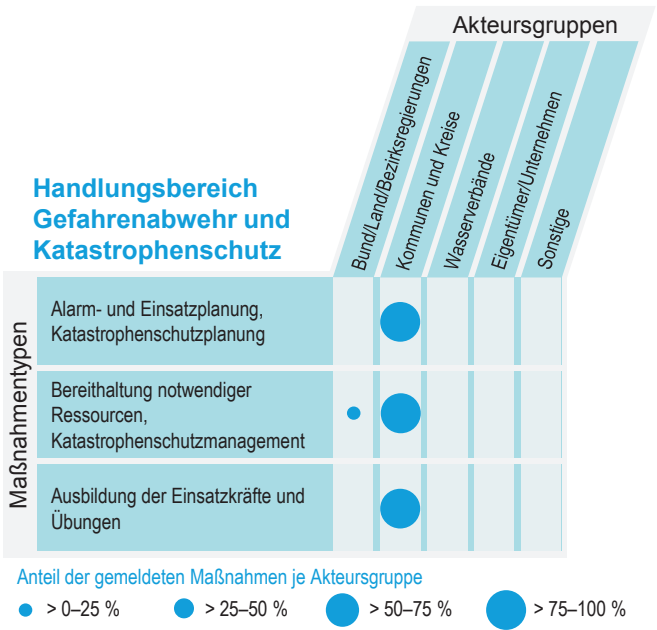 Akteursgruppen
Bund/Land/Bezirksregierungen
Kommunen und Kreise
Wasserverbände
Eigentümer/Unternehmen
Sonstige
Handlungsbereich
Gefahrenabwehr und
Katastrophenschutz
Maßnahmentypen
Alarm- und Einsatzplanung,
Katastrophenschutzplanung
Bereithaltung notwendiger
Ressourcen,
Katastrophenschutzmanagement
Ausbildung der Einsatzkräfte und
Übungen
Anteil der gemeldeten Maßnahmen je Akteursgruppe
> 0–25 % > 25–50 % > 50–75 % > 75–100 %